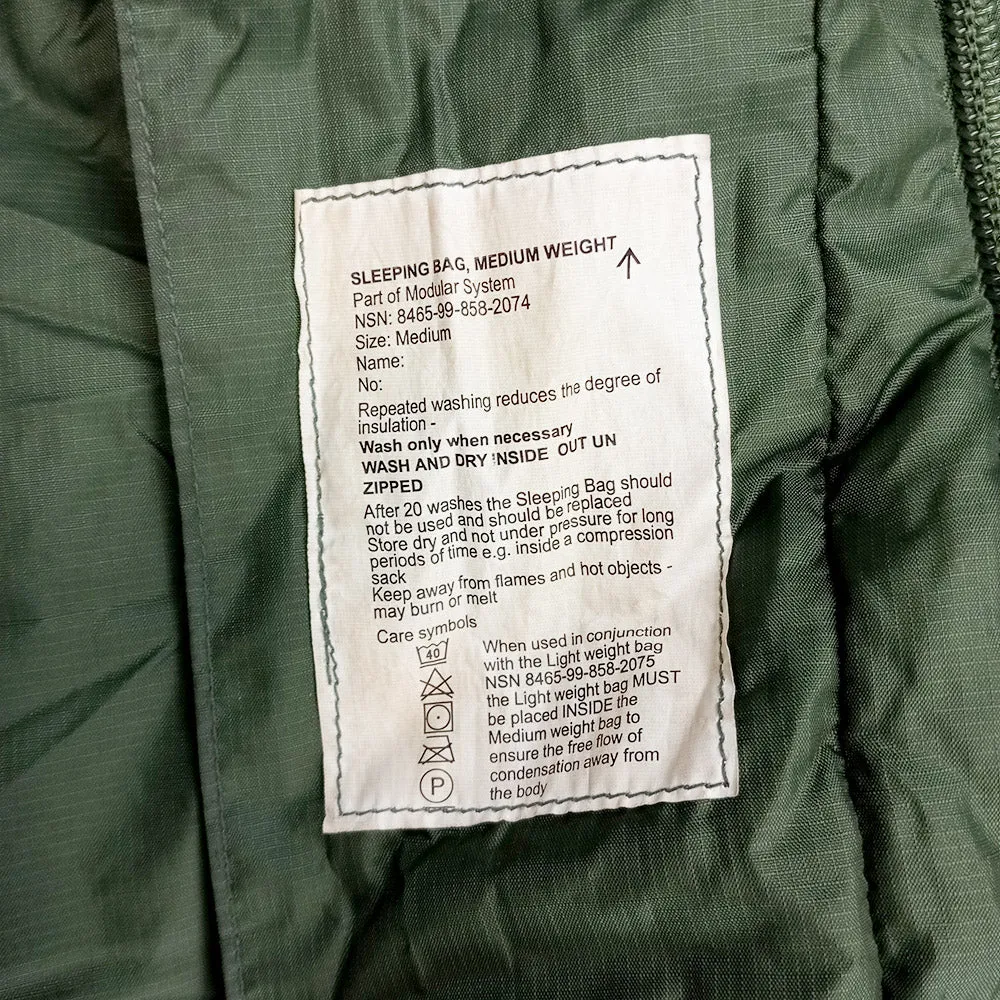 SLEEPING BAG, MEDIUM WEIGHT
Part of Modular System
NSN: 8465-99-858-2074
Size: Medium
Name:
No:
Repeated washing reduces the degree of
insulation -
Wash only when necessary
WASH AND DRY INSIDE OUT UN
ZIPPED
After 20 washes the Sleeping Bag should
not be used and should be replaced
Store dry and not under pressure for long
periods of time e.g. inside a compression
sack
Keep away from flames and hot objects -
may burn or melt
Care symbols
40
P
When used in conjunction
with the Light weight bag
NSN 8465-99-858-2075
the Light weight bag MUST
be placed INSIDE the
Medium weight bag to
ensure the free flow of
condensation away from
the body